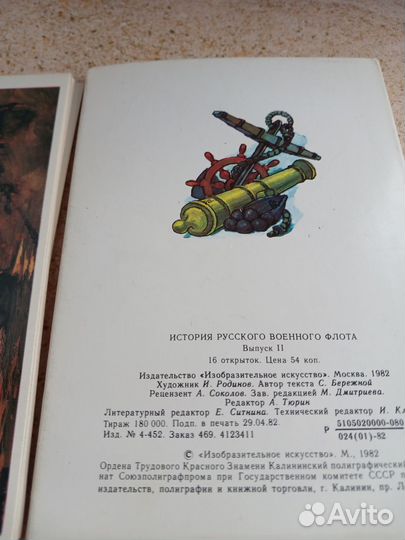 ИСТОРИЯ РУССКОГО ВОЕННОГО ФЛОТА
Выпуск II
16 открыток. Цена 54 коп.
Издательство «Изобразительное искусство». Москва. 1982
Художник И. Родинов. Автор текста С. Бережной
Рецензент А. Соколов. Зав. редакцией М. Дмитриева.
Редактор А. Тюрин
Литературный редактор Е. Ситнина. Технический редактор И. К
Тираж 180 000. Подп. в печ. 29.04.82
Изд. № 4-452. Заказ 469. 4123411
Р 5105020000-080
024(01)-82
© «Изобразительное искусство». М., 1982
Ордена Трудового Красного Знамени Калининский полиграфический
нат Союзполиграфпрома при Государственном комитете СССР п
издательств, полиграфии и книжной торговли, г. Калинин, пр. Л
Avito